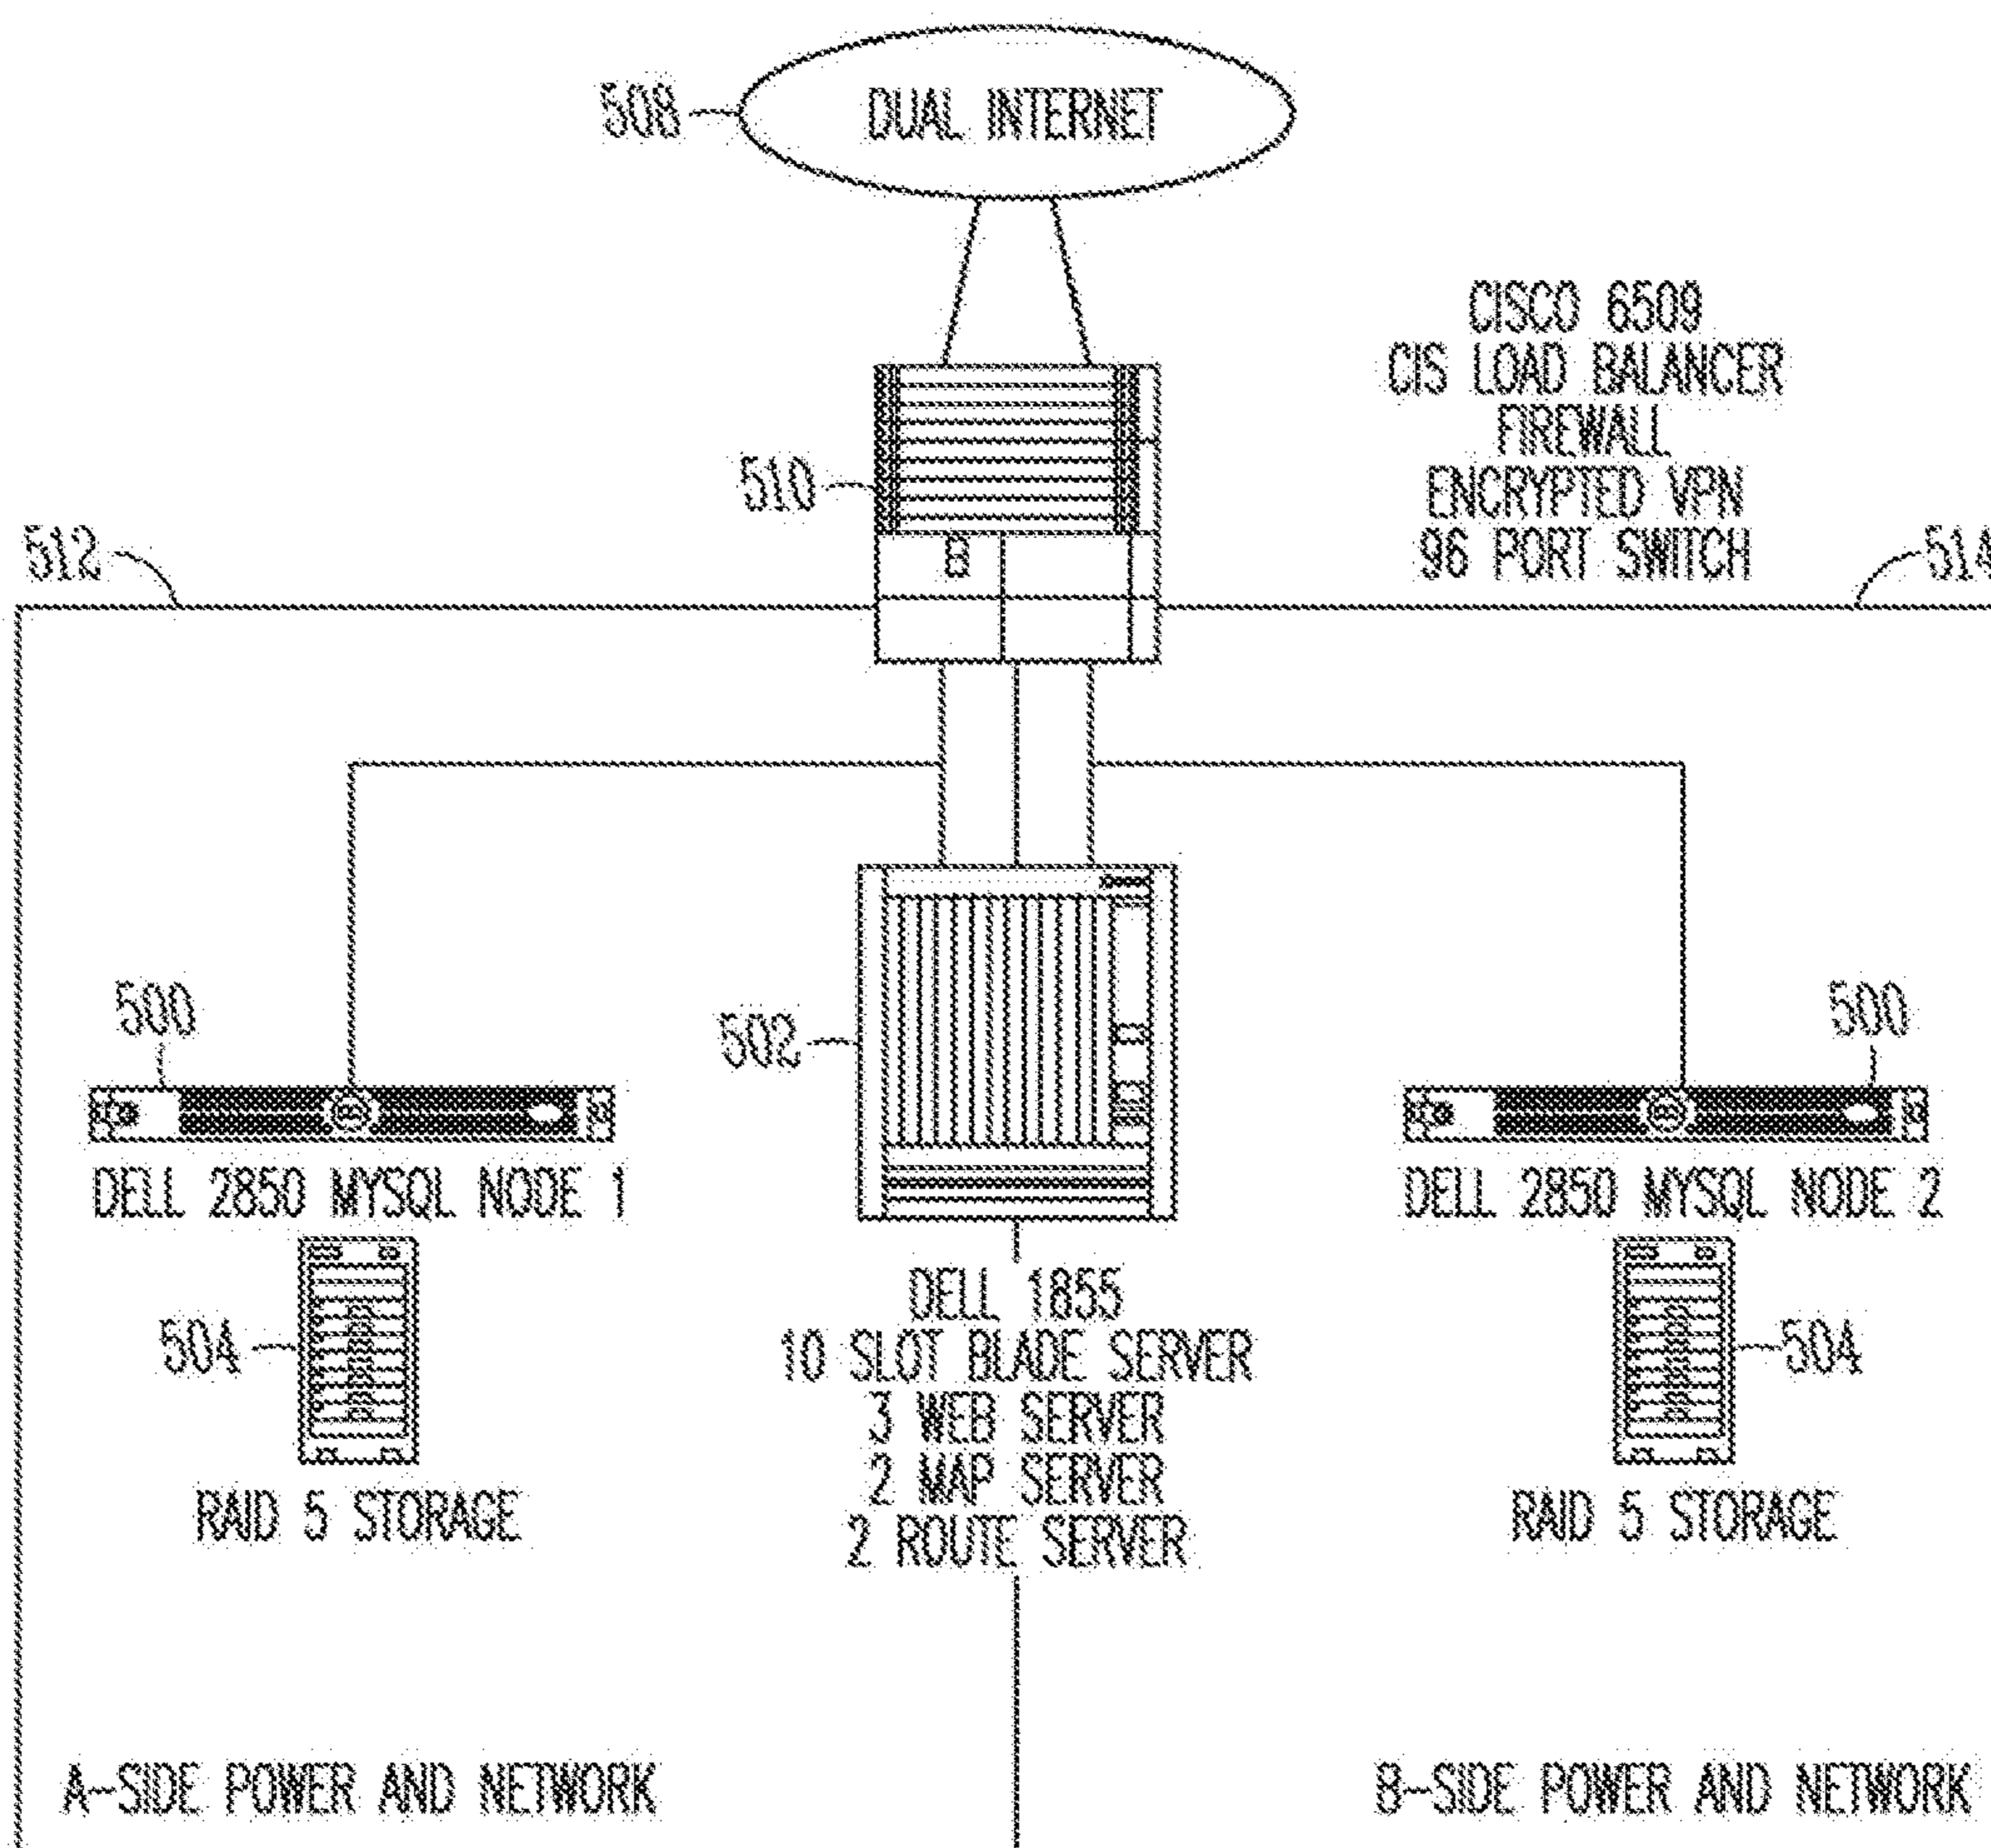 508
DUAL INTERNET
CISCO 6509
CIS LOAD BALANCER
FIREWALL
ENCRYPTED VPN
96 PORT SWITCH
510
512
514
500
502
500
DELL 2850 MYSQL NODE 1
DELL 2850 MYSQL NODE 2
504
DELL 1855
10 SLOT BLADE SERVER
3 WEB SERVER
2 MAP SERVER
2 ROUTE SERVER
504
RAID 5 STORAGE
RAID 5 STORAGE
A-SIDE POWER AND NETWORK
B-SIDE POWER AND NETWORK